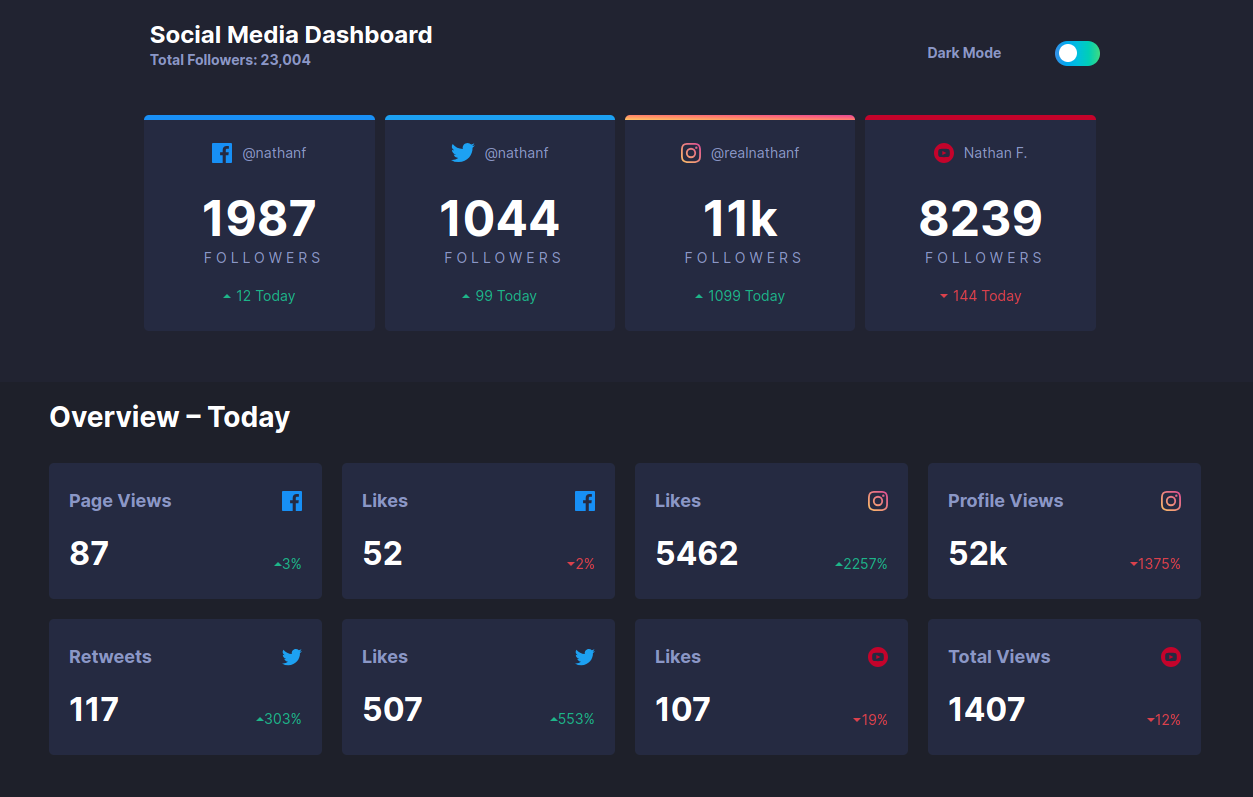 Social Media Dashboard
Total Followers: 23,004
Dark Mode
@nathanf
1987
FOLLOWERS
12 Today
@nathanf
1044
FOLLOWERS
99 Today
@realnathanf
11k
FOLLOWERS
1099 Today
Nathan F.
8239
FOLLOWERS
144 Today
Overview – Today
Page Views
87
3%
Likes
52
2%
Likes
5462
2257%
Profile Views
52k
1375%
Retweets
117
303%
Likes
507
553%
Likes
107
19%
Total Views
1407
12%